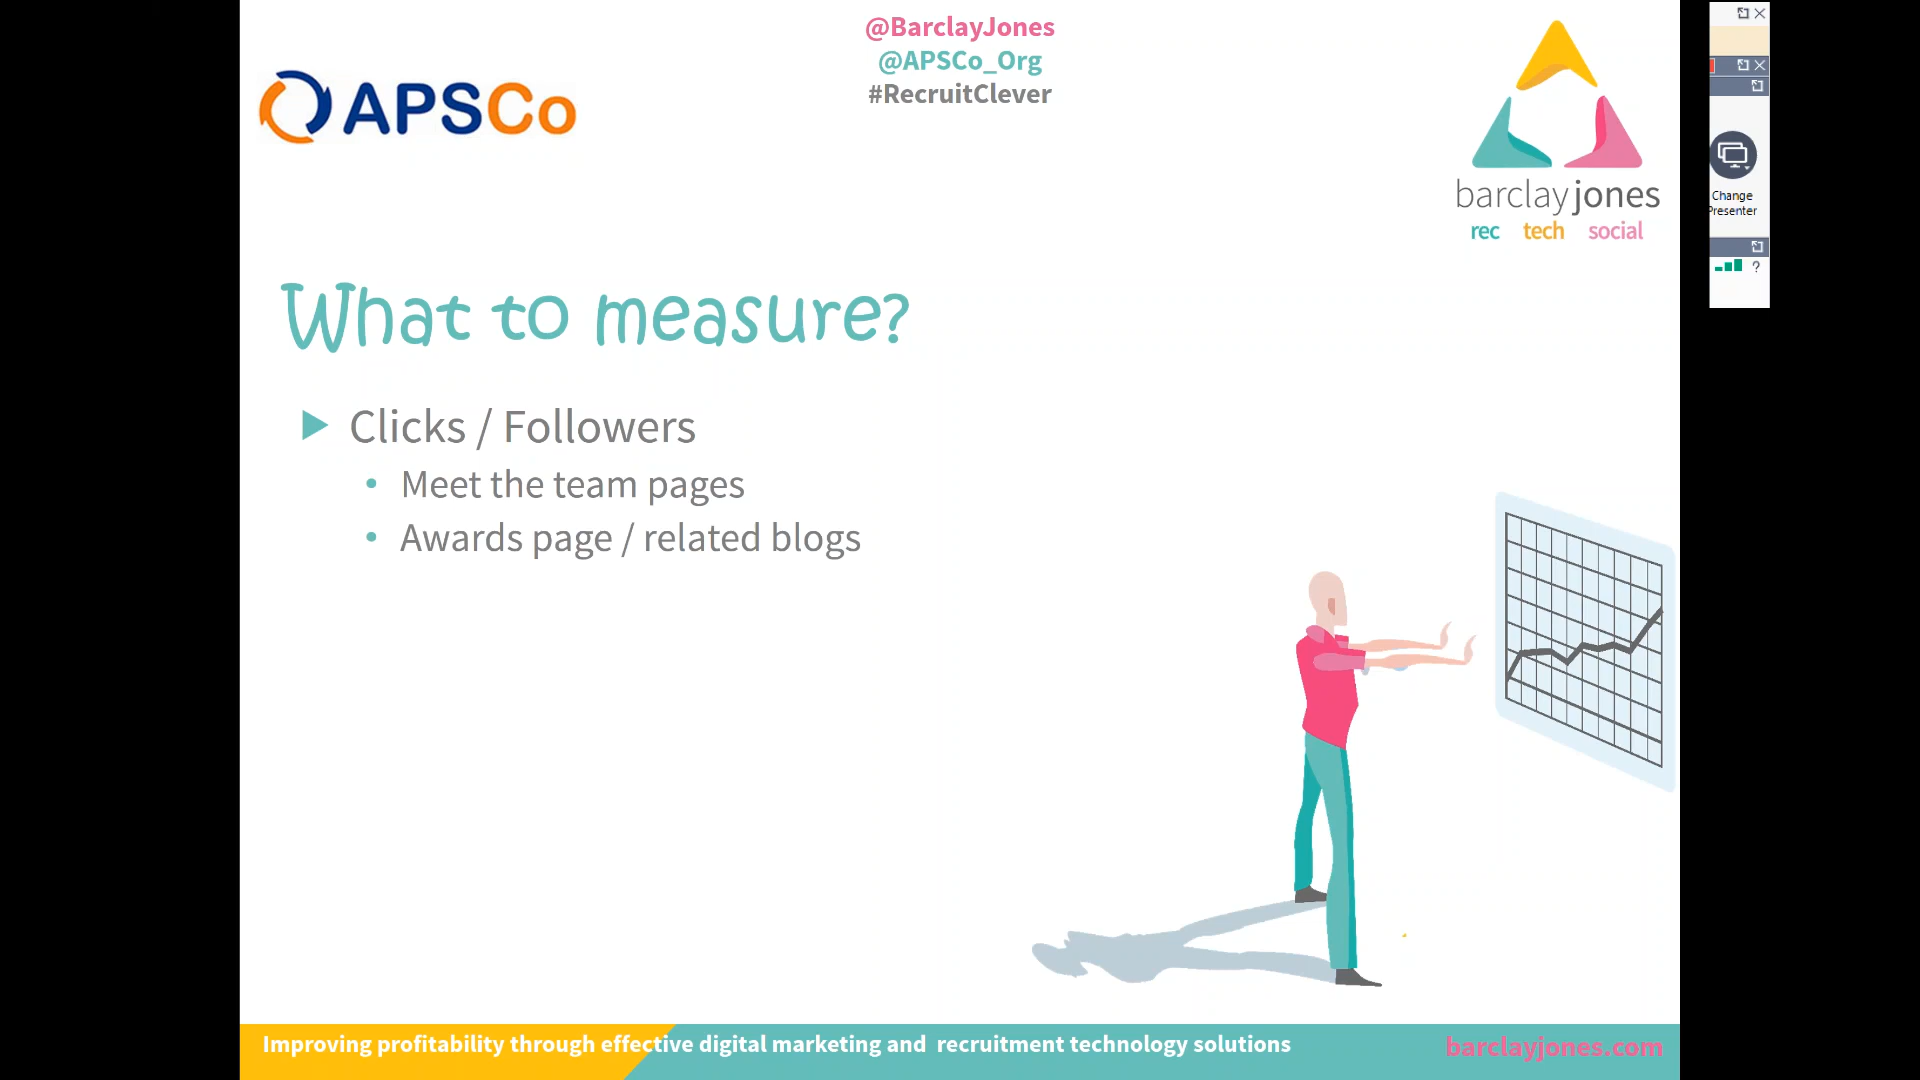 @BarclayJones
@APSCo_Org
#RecruitClever
APSCo
barclayjones
rec tech social
Change
Presenter
?
What to measure?
Clicks / Followers
• Meet the team pages
• Awards page / related blogs
Improving profitability through effective digital marketing and recruitment technology solutions
barclayjones.com